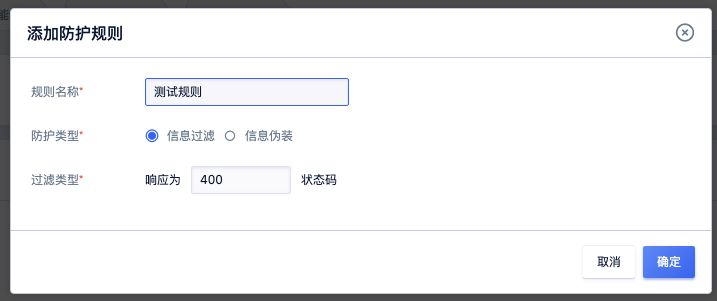 能
添加防护规则
规则名称*
测试规则
防护类型*
信息过滤
信息伪装
过滤类型*
响应为
400
状态码
取消
确定